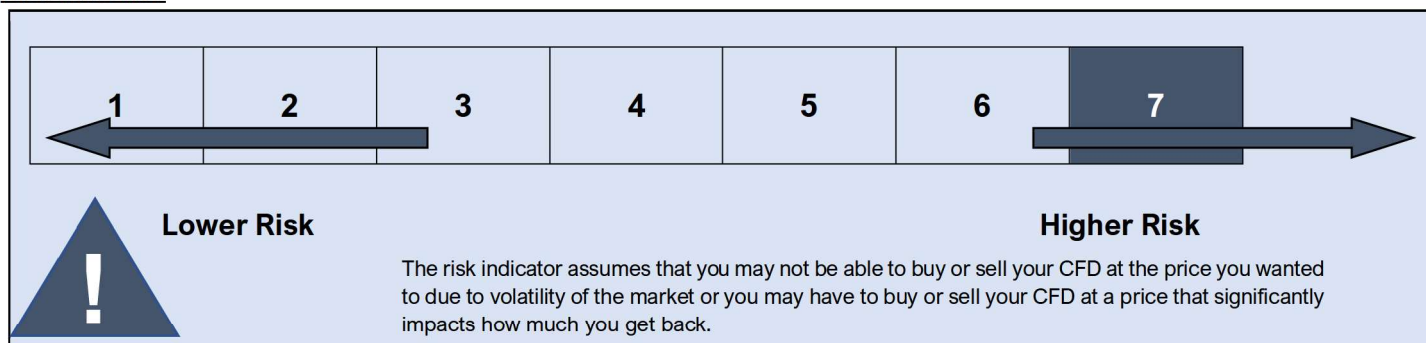 1 2 3 4 5 6 7
Lower Risk Higher Risk
!
The risk indicator assumes that you may not be able to buy or sell your CFD at the price you wanted
to due to volatility of the market or you may have to buy or sell your CFD at a price that significantly
impacts how much you get back.